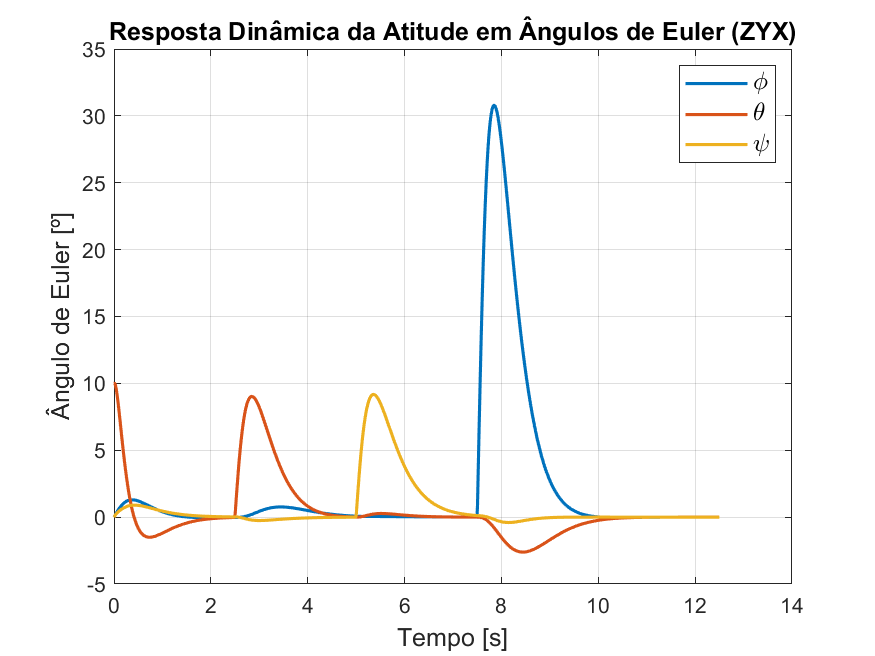 Resposta Dinâmica da Atitude em Ângulos de Euler (ZYX)
35
30
25
20
15
10
5
0
-5
Ângulo de Euler [º]
ϕ
θ
ψ
0 2 4 6 8 10 12 14
Tempo [s]